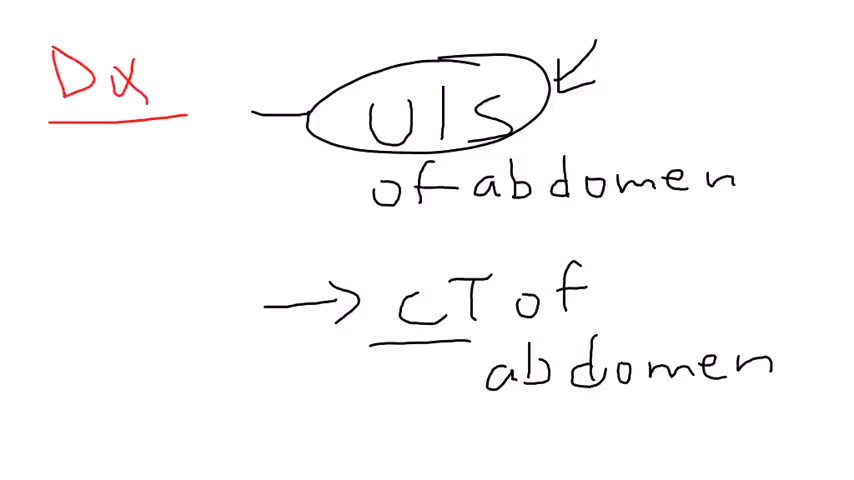 Dx
U/S
of abdomen
→ CT of
abdomen